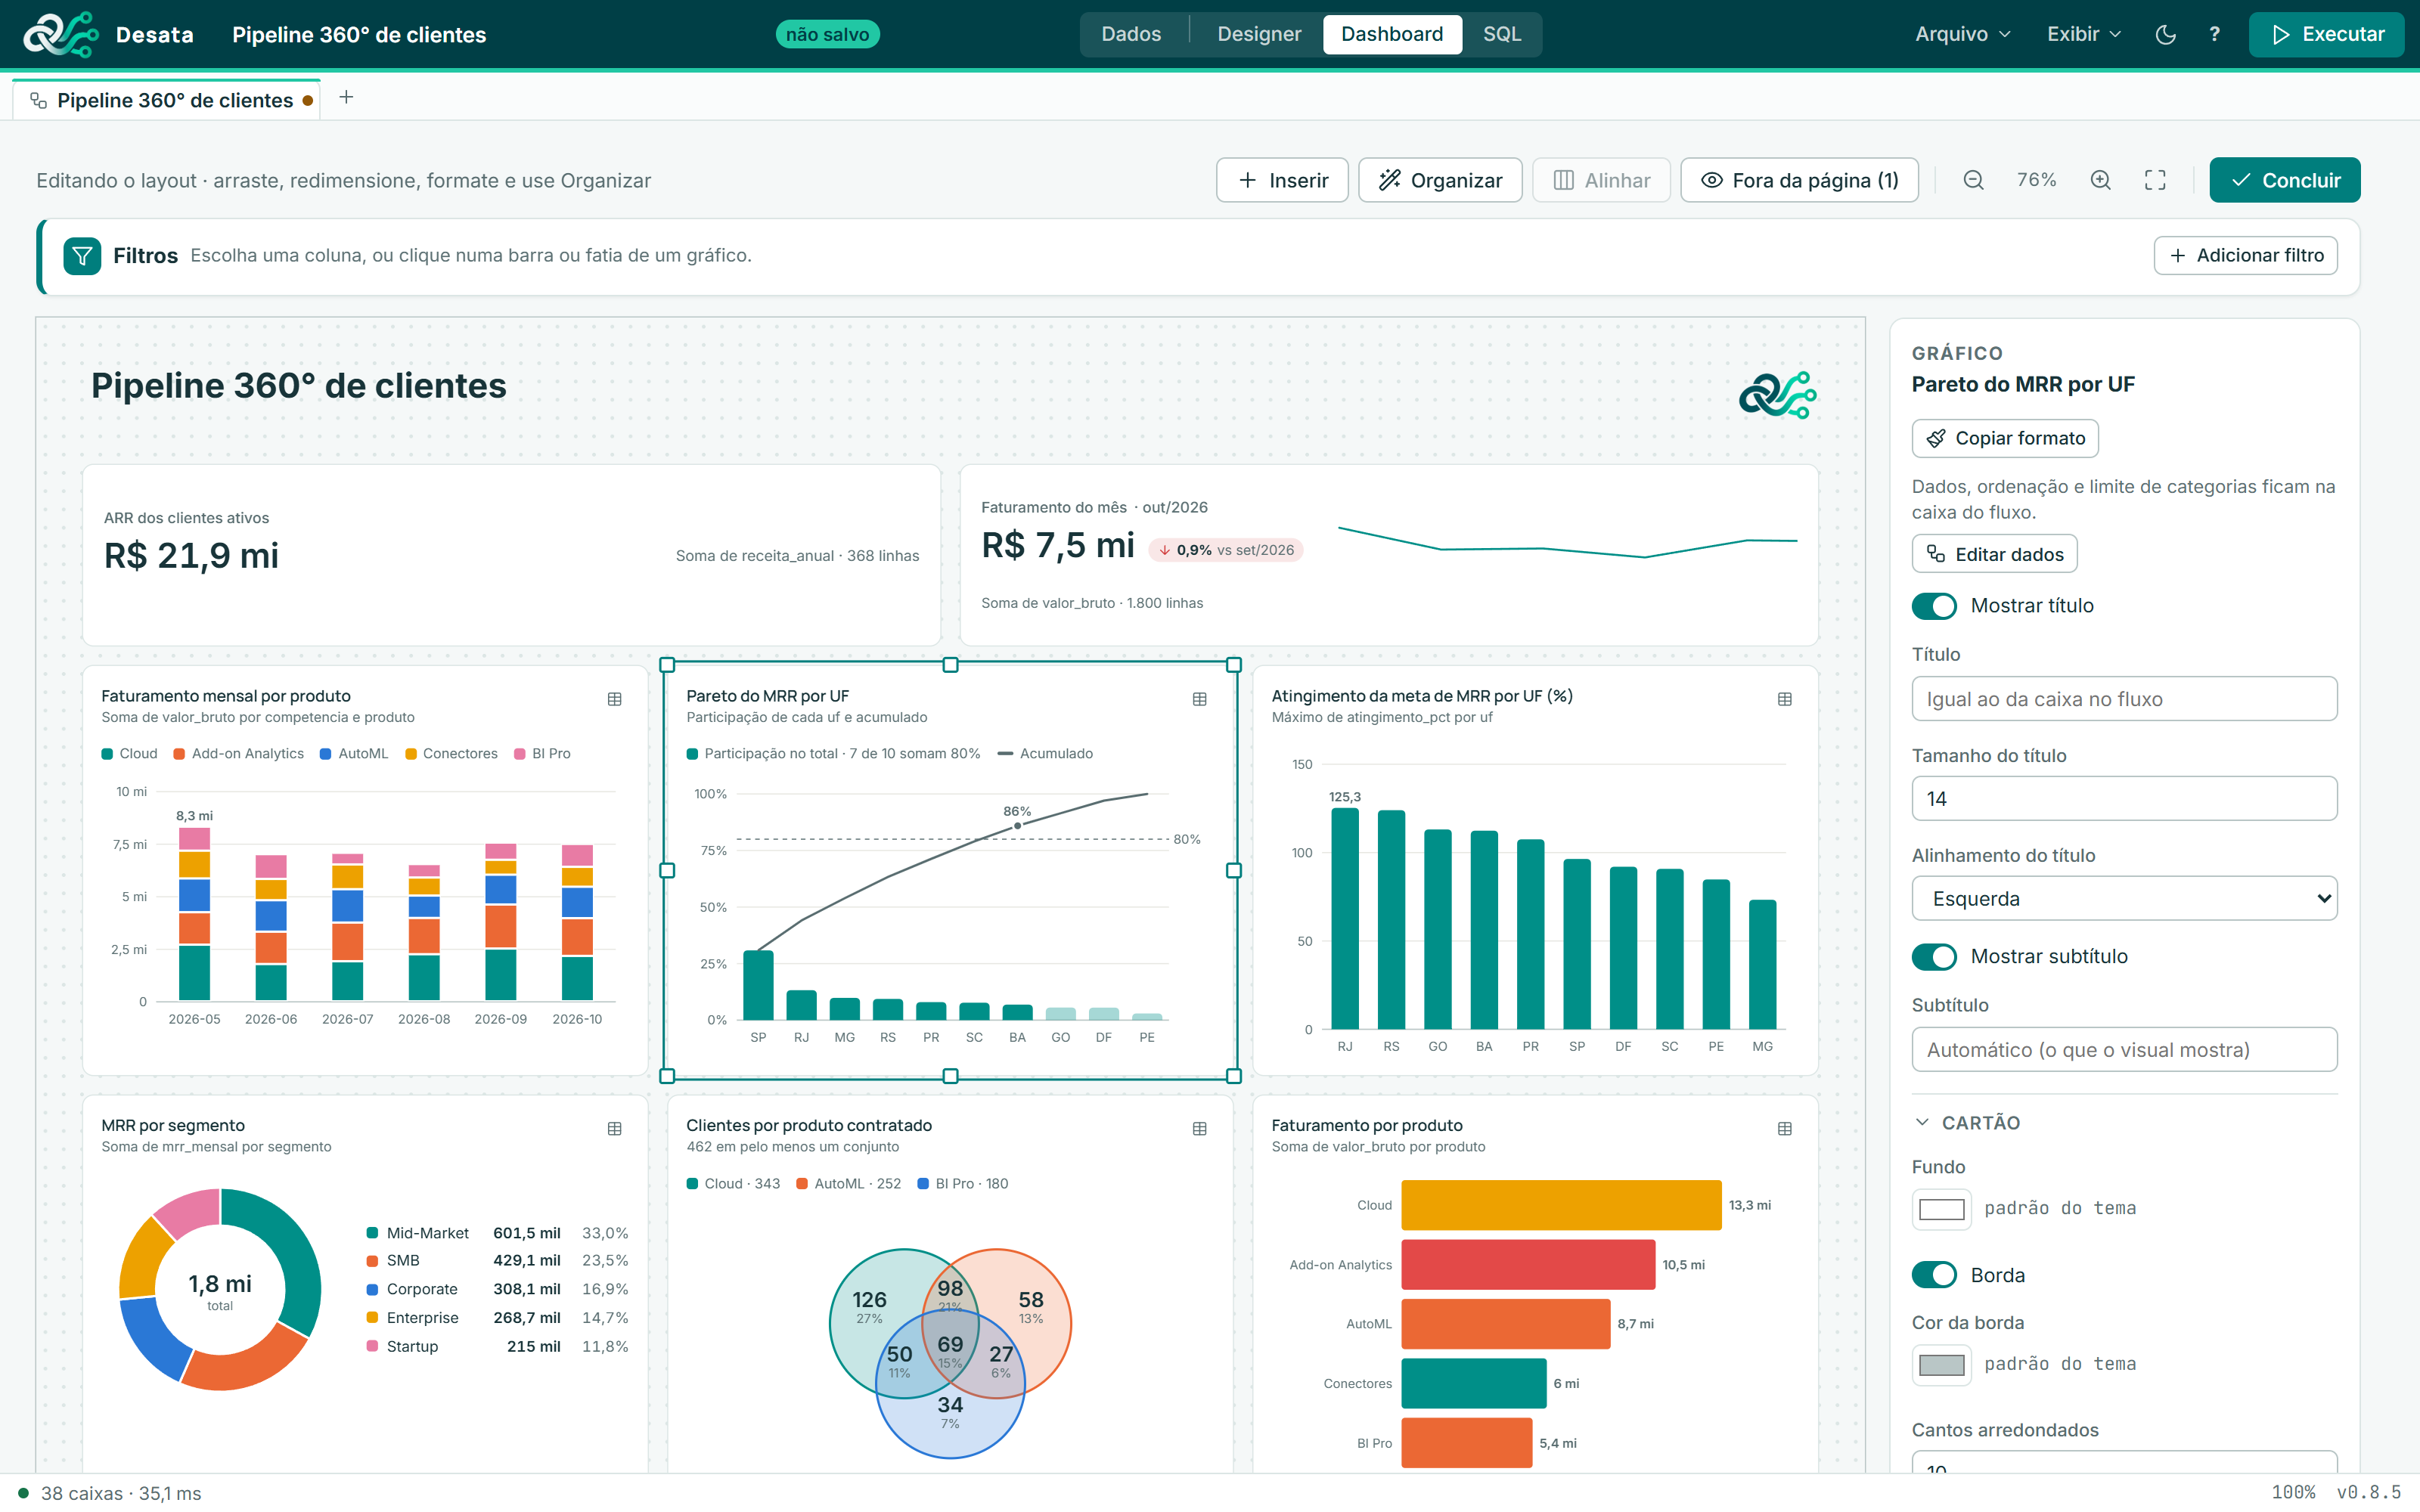 Desata
Pipeline 360° de clientes
não salvo
Dados
Designer
Dashboard
SQL
Arquivo
Exibir
?
Executar
Pipeline 360° de clientes
Editando o layout · arraste, redimensione, formate e use Organizar
Inserir
Organizar
Alinhar
Fora da página (1)
76%
Concluir
Filtros
Escolha uma coluna, ou clique numa barra ou fatia de um gráfico.
Adicionar filtro
Pipeline 360° de clientes
ARR dos clientes ativos
R$ 21,9 mi
Soma de receita_anual · 368 linhas
Faturamento do mês · out/2026
R$ 7,5 mi
0,9% vs set/2026
Soma de valor_bruto · 1.800 linhas
Faturamento mensal por produto
Soma de valor_bruto por competencia e produto
Cloud
Add-on Analytics
AutoML
Conectores
BI Pro
10 mi
8,3 mi
7,5 mi
5 mi
2,5 mi
0
2026-05
2026-06
2026-07
2026-08
2026-09
2026-10
Pareto do MRR por UF
Participação de cada uf e acumulado
Participação no total · 7 de 10 somam 80%
Acumulado
100%
86%
80%
75%
50%
25%
0%
SP
RJ
MG
RS
PR
SC
BA
GO
DF
PE
Atingimento da meta de MRR por UF (%)
Máximo de atingimento_pct por uf
150
125,3
100
50
0
RJ
RS
GO
BA
PR
SP
DF
SC
PE
MG
MRR por segmento
Soma de mrr_mensal por segmento
1,8 mi
total
Mid-Market 601,5 mil 33,0%
SMB 429,1 mil 23,5%
Corporate 308,1 mil 16,9%
Enterprise 268,7 mil 14,7%
Startup 215 mil 11,8%
Clientes por produto contratado
462 em pelo menos um conjunto
Cloud · 343
AutoML · 252
BI Pro · 180
126
27%
98
21%
58
13%
50
11%
69
15%
27
6%
34
7%
Faturamento por produto
Soma de valor_bruto por produto
Cloud 13,3 mi
Add-on Analytics 10,5 mi
AutoML 8,7 mi
Conectores 6 mi
BI Pro 5,4 mi
GRÁFICO
Pareto do MRR por UF
Copiar formato
Dados, ordenação e limite de categorias ficam na
caixa do fluxo.
Editar dados
Mostrar título
Título
Igual ao da caixa no fluxo
Tamanho do título
14
Alinhamento do título
Esquerda
Mostrar subtítulo
Subtítulo
Automático (o que o visual mostra)
CARTÃO
Fundo
padrão do tema
Borda
Cor da borda
padrão do tema
Cantos arredondados
10
38 caixas · 35,1 ms
100%
v0.8.5